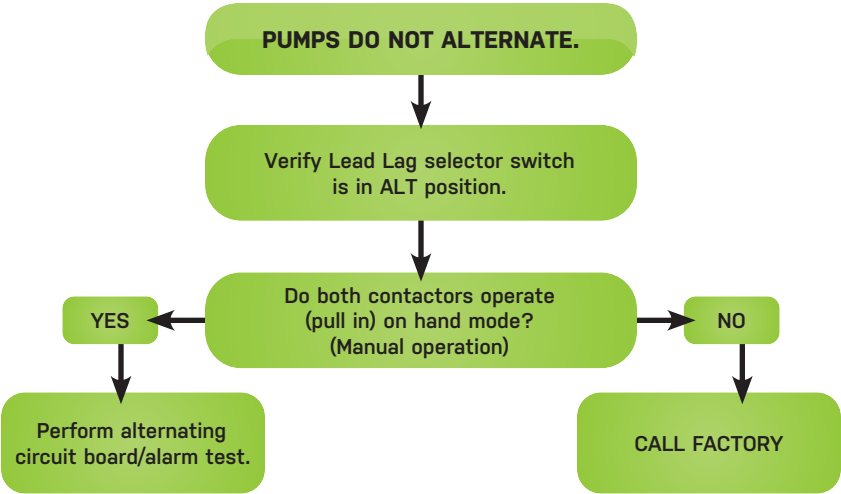 PUMPS DO NOT ALTERNATE.
Verify Lead Lag selector switch
is in ALT position.
Do both contactors operate
(pull in) on hand mode?
(Manual operation)
YES
NO
Perform alternating
circuit board/alarm test.
CALL FACTORY